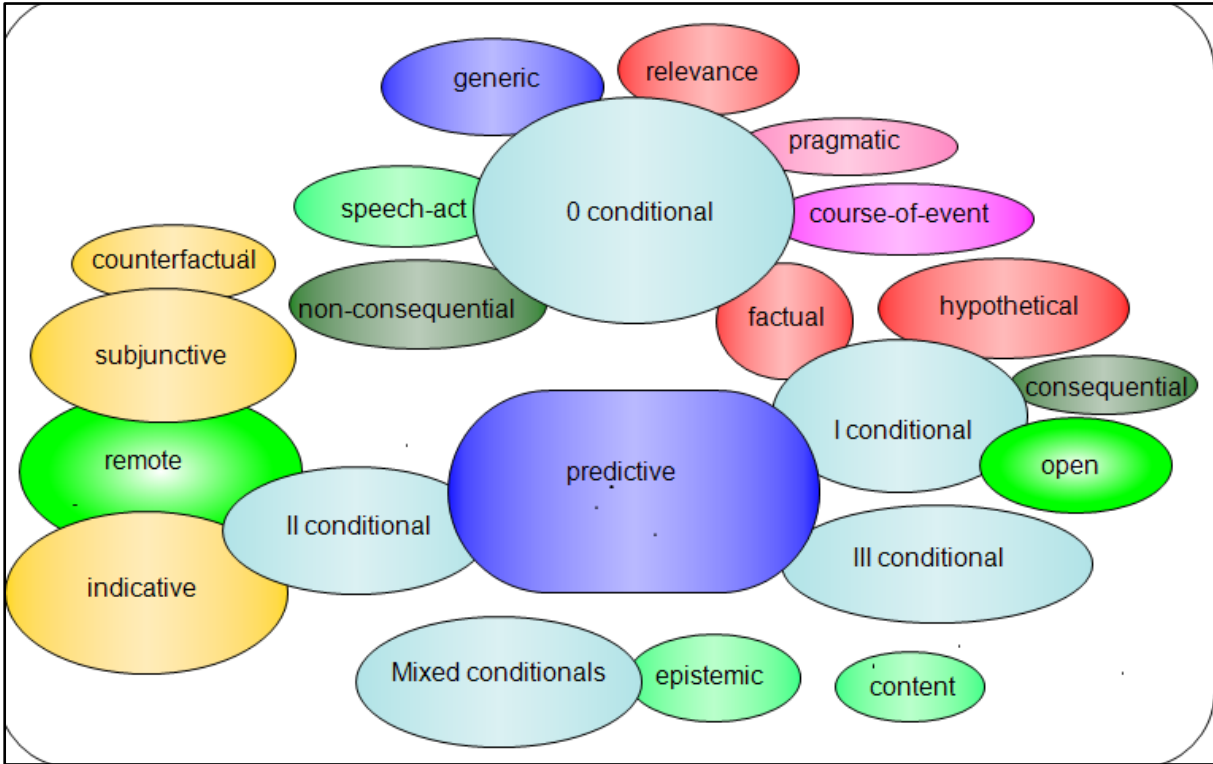 generic
relevance
pragmatic
speech-act
0 conditional
course-of-event
counterfactual
non-consequential
factual
hypothetical
subjunctive
consequential
I conditional
remote
predictive
open
II conditional
III conditional
indicative
Mixed conditionals
epistemic
content